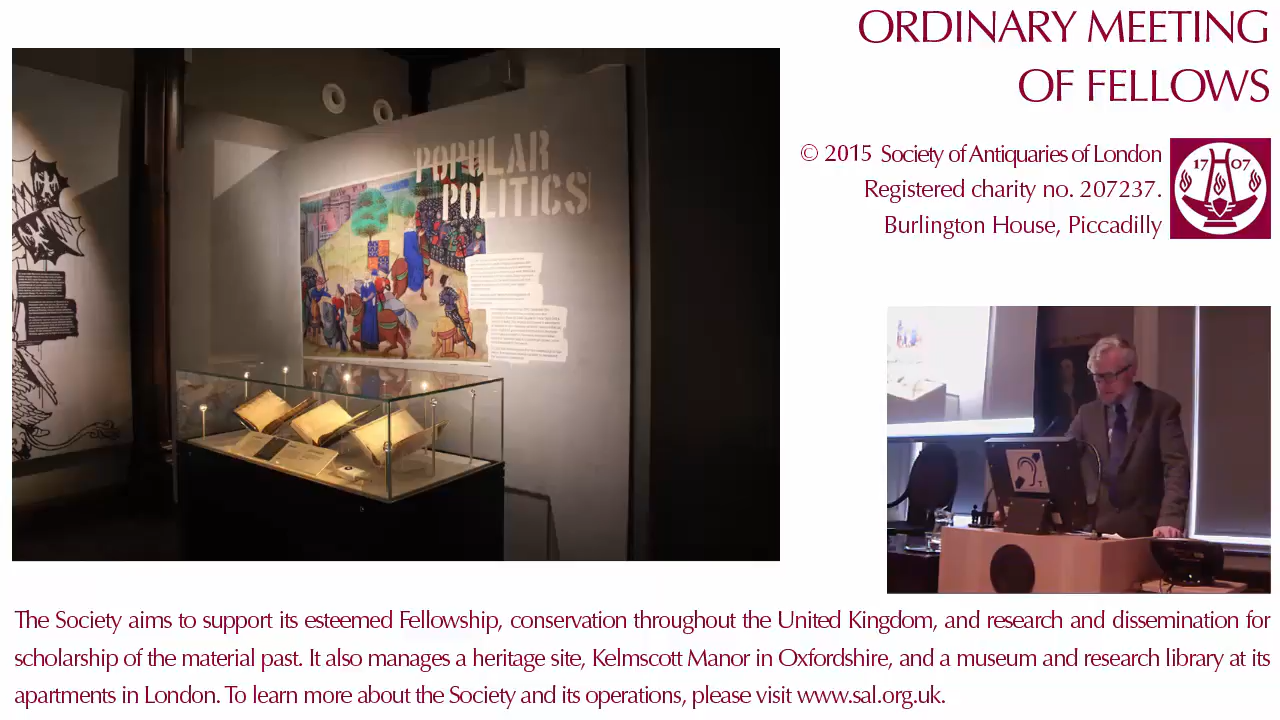 ORDINARY MEETING
OF FELLOWS
© 2015 Society of Antiquaries of London
Registered charity no. 207237.
Burlington House, Piccadilly
17 07
POPULAR
POLITICS
T
The Society aims to support its esteemed Fellowship, conservation throughout the United Kingdom, and research and dissemination for
scholarship of the material past. It also manages a heritage site, Kelmscott Manor in Oxfordshire, and a museum and research library at its
apartments in London. To learn more about the Society and its operations, please visit www.sal.org.uk.